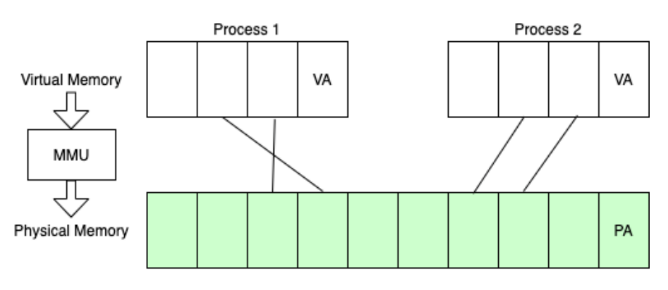 Process 1
Process 2
Virtual Memory
VA
VA
MMU
Physical Memory
PA